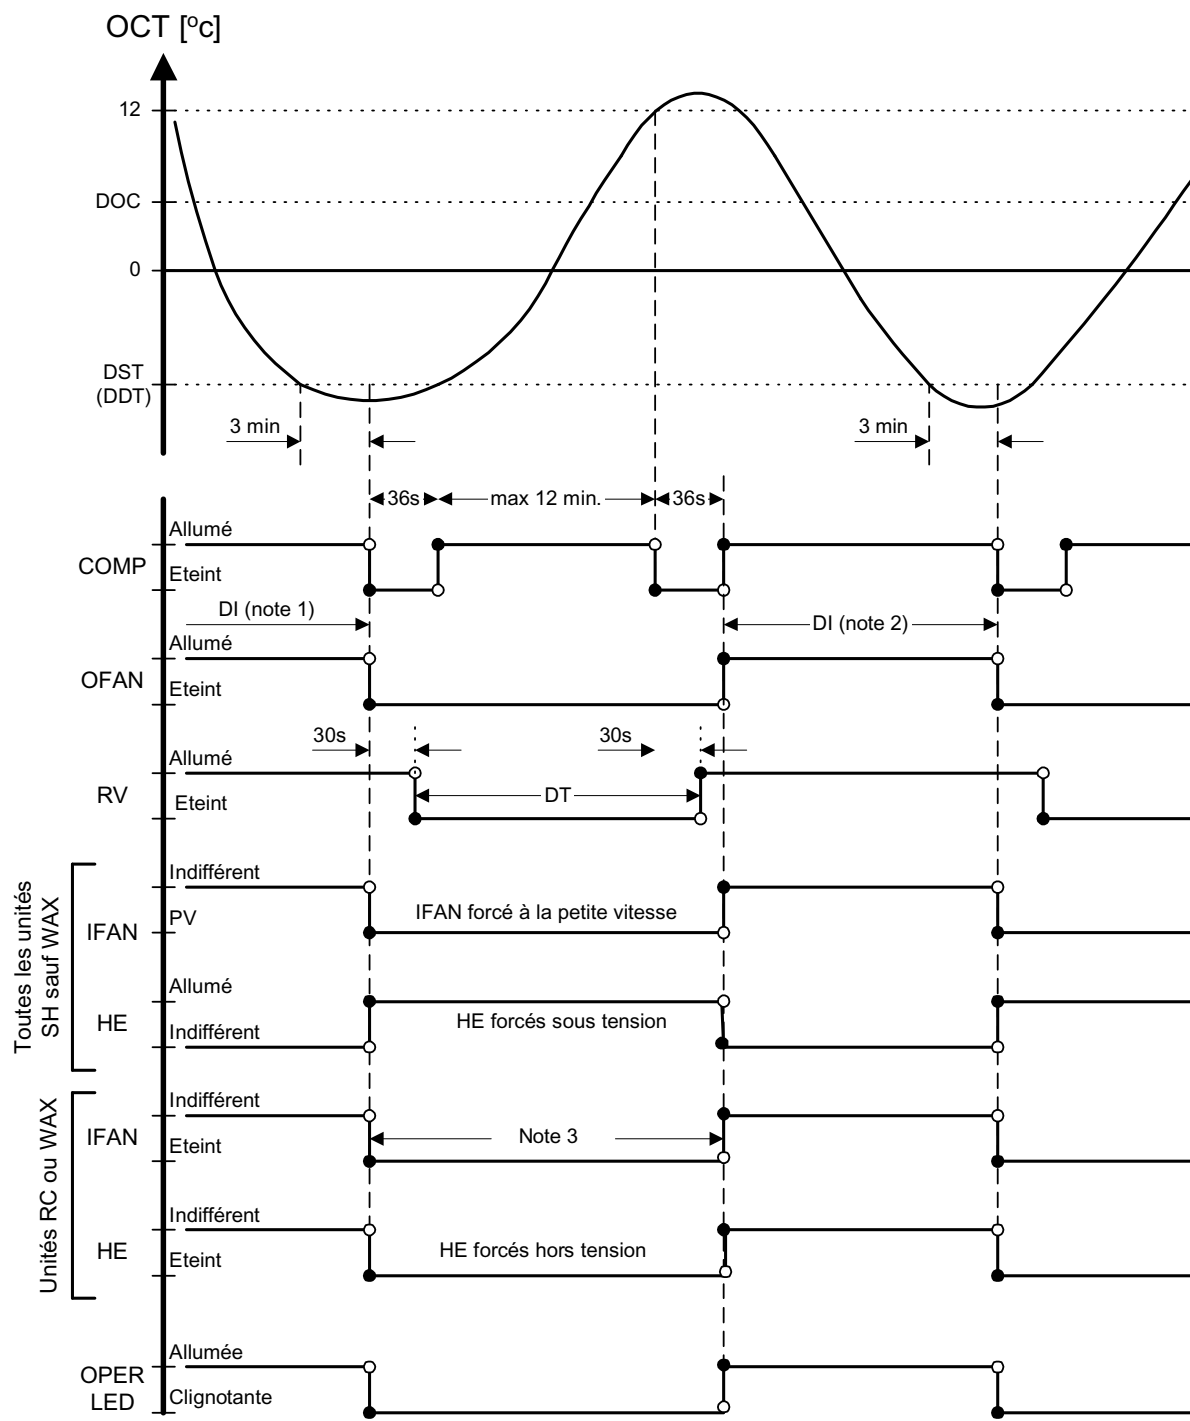 OCT [ºc]
12
DOC
0
DST
(DDT)
3 min
3 min
36s
max 12 min.
36s
COMP
Allumé
Eteint
DI (note 1)
DI (note 2)
OFAN
Allumé
Eteint
30s
30s
RV
Allumé
Eteint
DT
Toutes les unités
SH sauf WAX
IFAN
Indifférent
PV
IFAN forcé à la petite vitesse
HE
Allumé
Indifférent
HE forcés sous tension
Unités RC ou WAX
IFAN
Indifférent
Eteint
Note 3
HE
Indifférent
Eteint
HE forcés hors tension
OPER
LED
Allumée
Clignotante